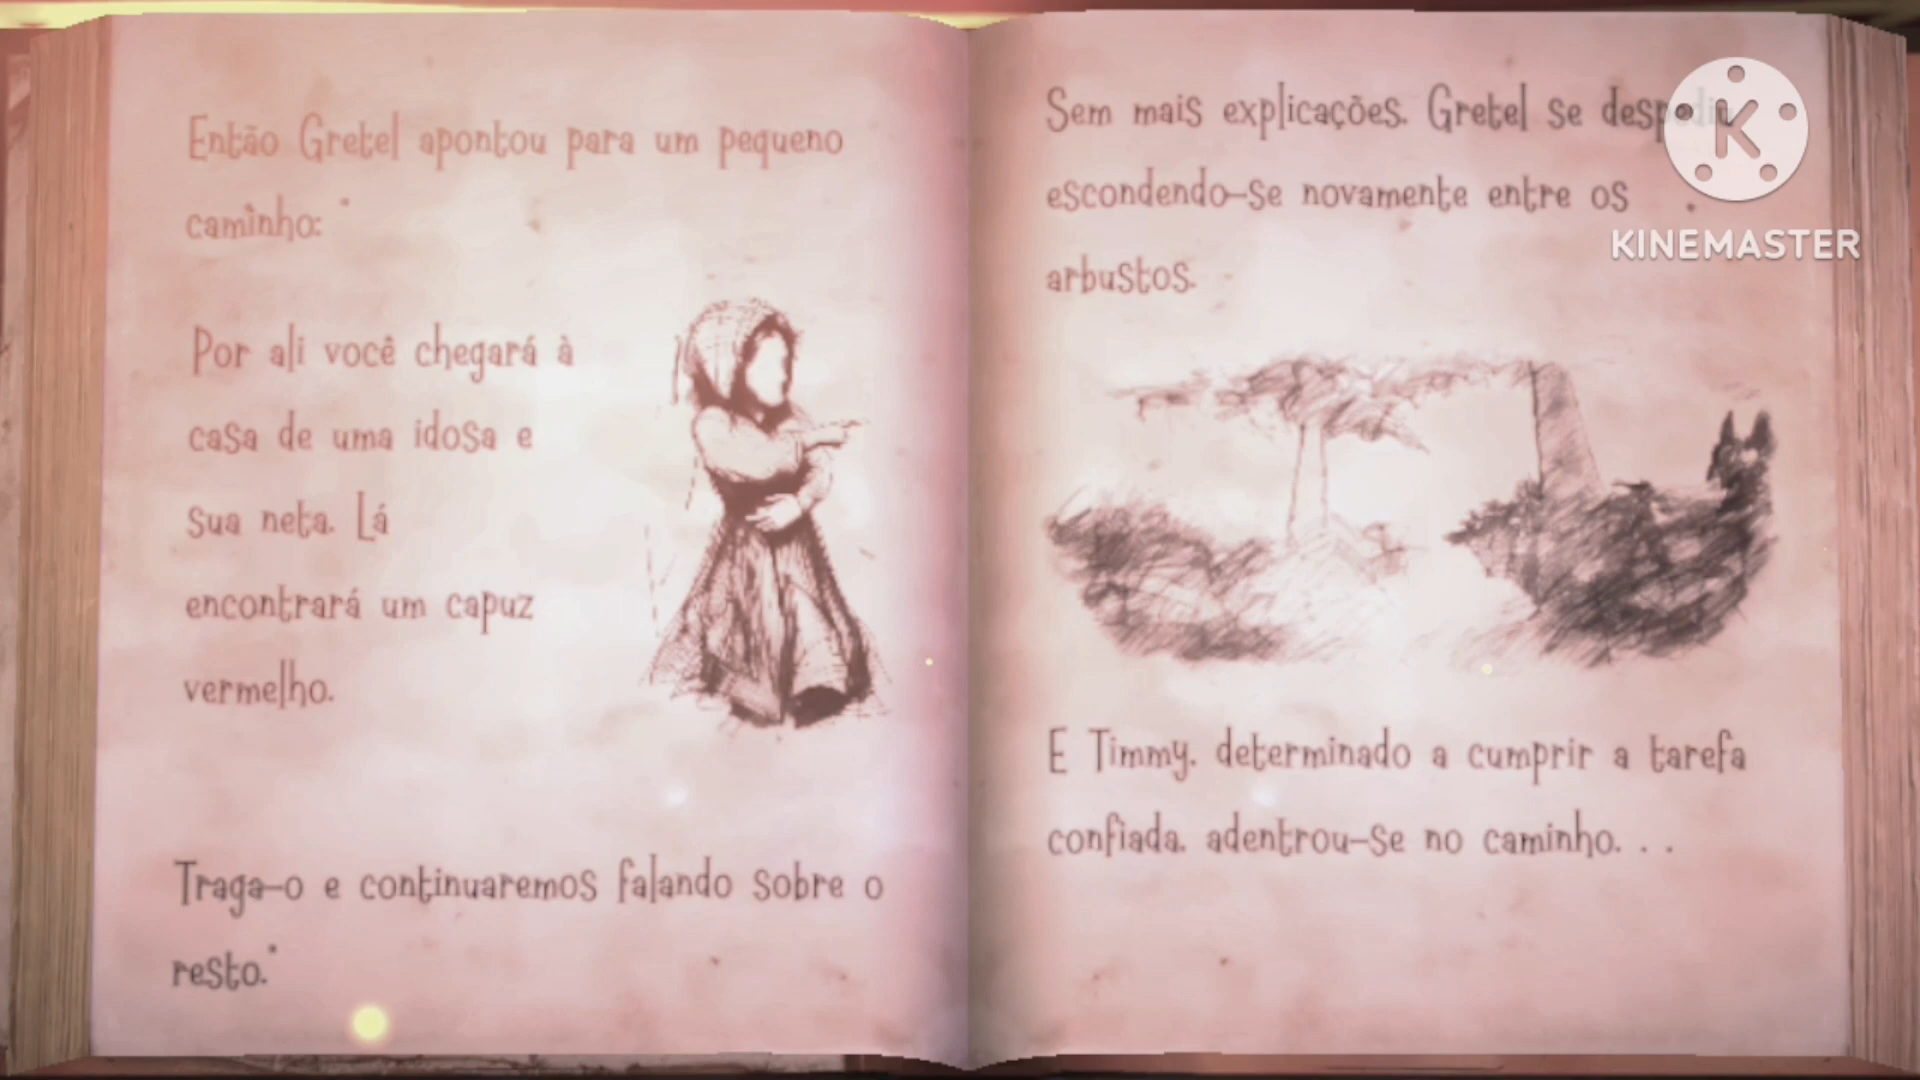 Então Gretel apontou para um pequeno
caminho: "
Por ali você chegará à
casa de uma idosa e
sua neta. Lá
encontrará um capuz
vermelho.
Traga-o e continuaremos falando sobre o
resto."
Sem mais explicações. Gretel se despediu
escondendo-se novamente entre os
arbustos.
E Timmy, determinado a cumprir a tarefa
confiada, adentrou-se no caminho. . .
K
KINEMASTER